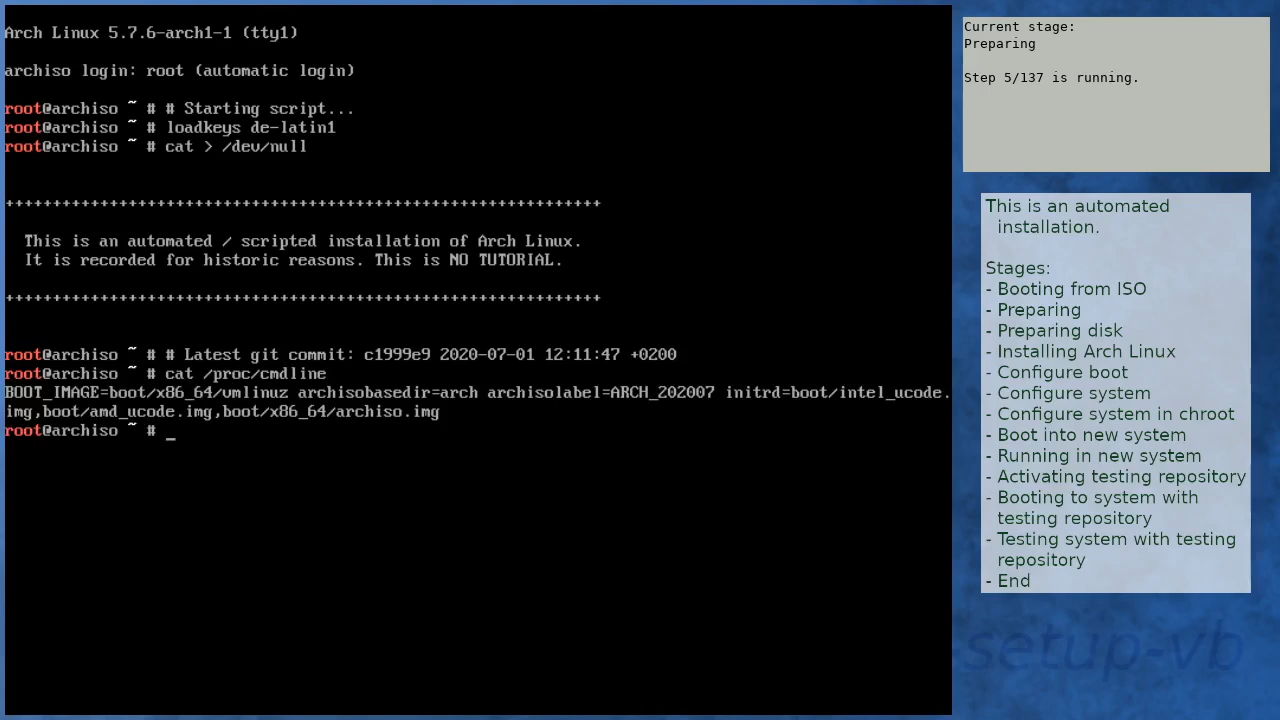 Arch Linux 5.7.6-arch1-1 (tty1)
archiso login: root (automatic login)
root@archiso ~ # # Starting script...
root@archiso ~ # loadkeys de-latin1
root@archiso ~ # cat > /dev/null
+++++++++++++++++++++++++++++++++++++++++++++++++++++++++++++++
This is an automated / scripted installation of Arch Linux.
It is recorded for historic reasons. This is NO TUTORIAL.
+++++++++++++++++++++++++++++++++++++++++++++++++++++++++++++++
root@archiso ~ # # Latest git commit: c1999e9 2020-07-01 12:11:47 +0200
root@archiso ~ # cat /proc/cmdline
BOOT_IMAGE=boot/x86_64/vmlinuz archisobasedir=arch archisolabel=ARCH_202007 initrd=boot/intel_ucode.
img,boot/amd_ucode.img,boot/x86_64/archiso.img
root@archiso ~ # _
Current stage:
Preparing
Step 5/137 is running.
This is an automated
installation.
Stages:
- Booting from ISO
- Preparing
- Preparing disk
- Installing Arch Linux
- Configure boot
- Configure system
- Configure system in chroot
- Boot into new system
- Running in new system
- Activating testing repository
- Booting to system with
testing repository
- Testing system with testing
repository
- End
-setup-vb